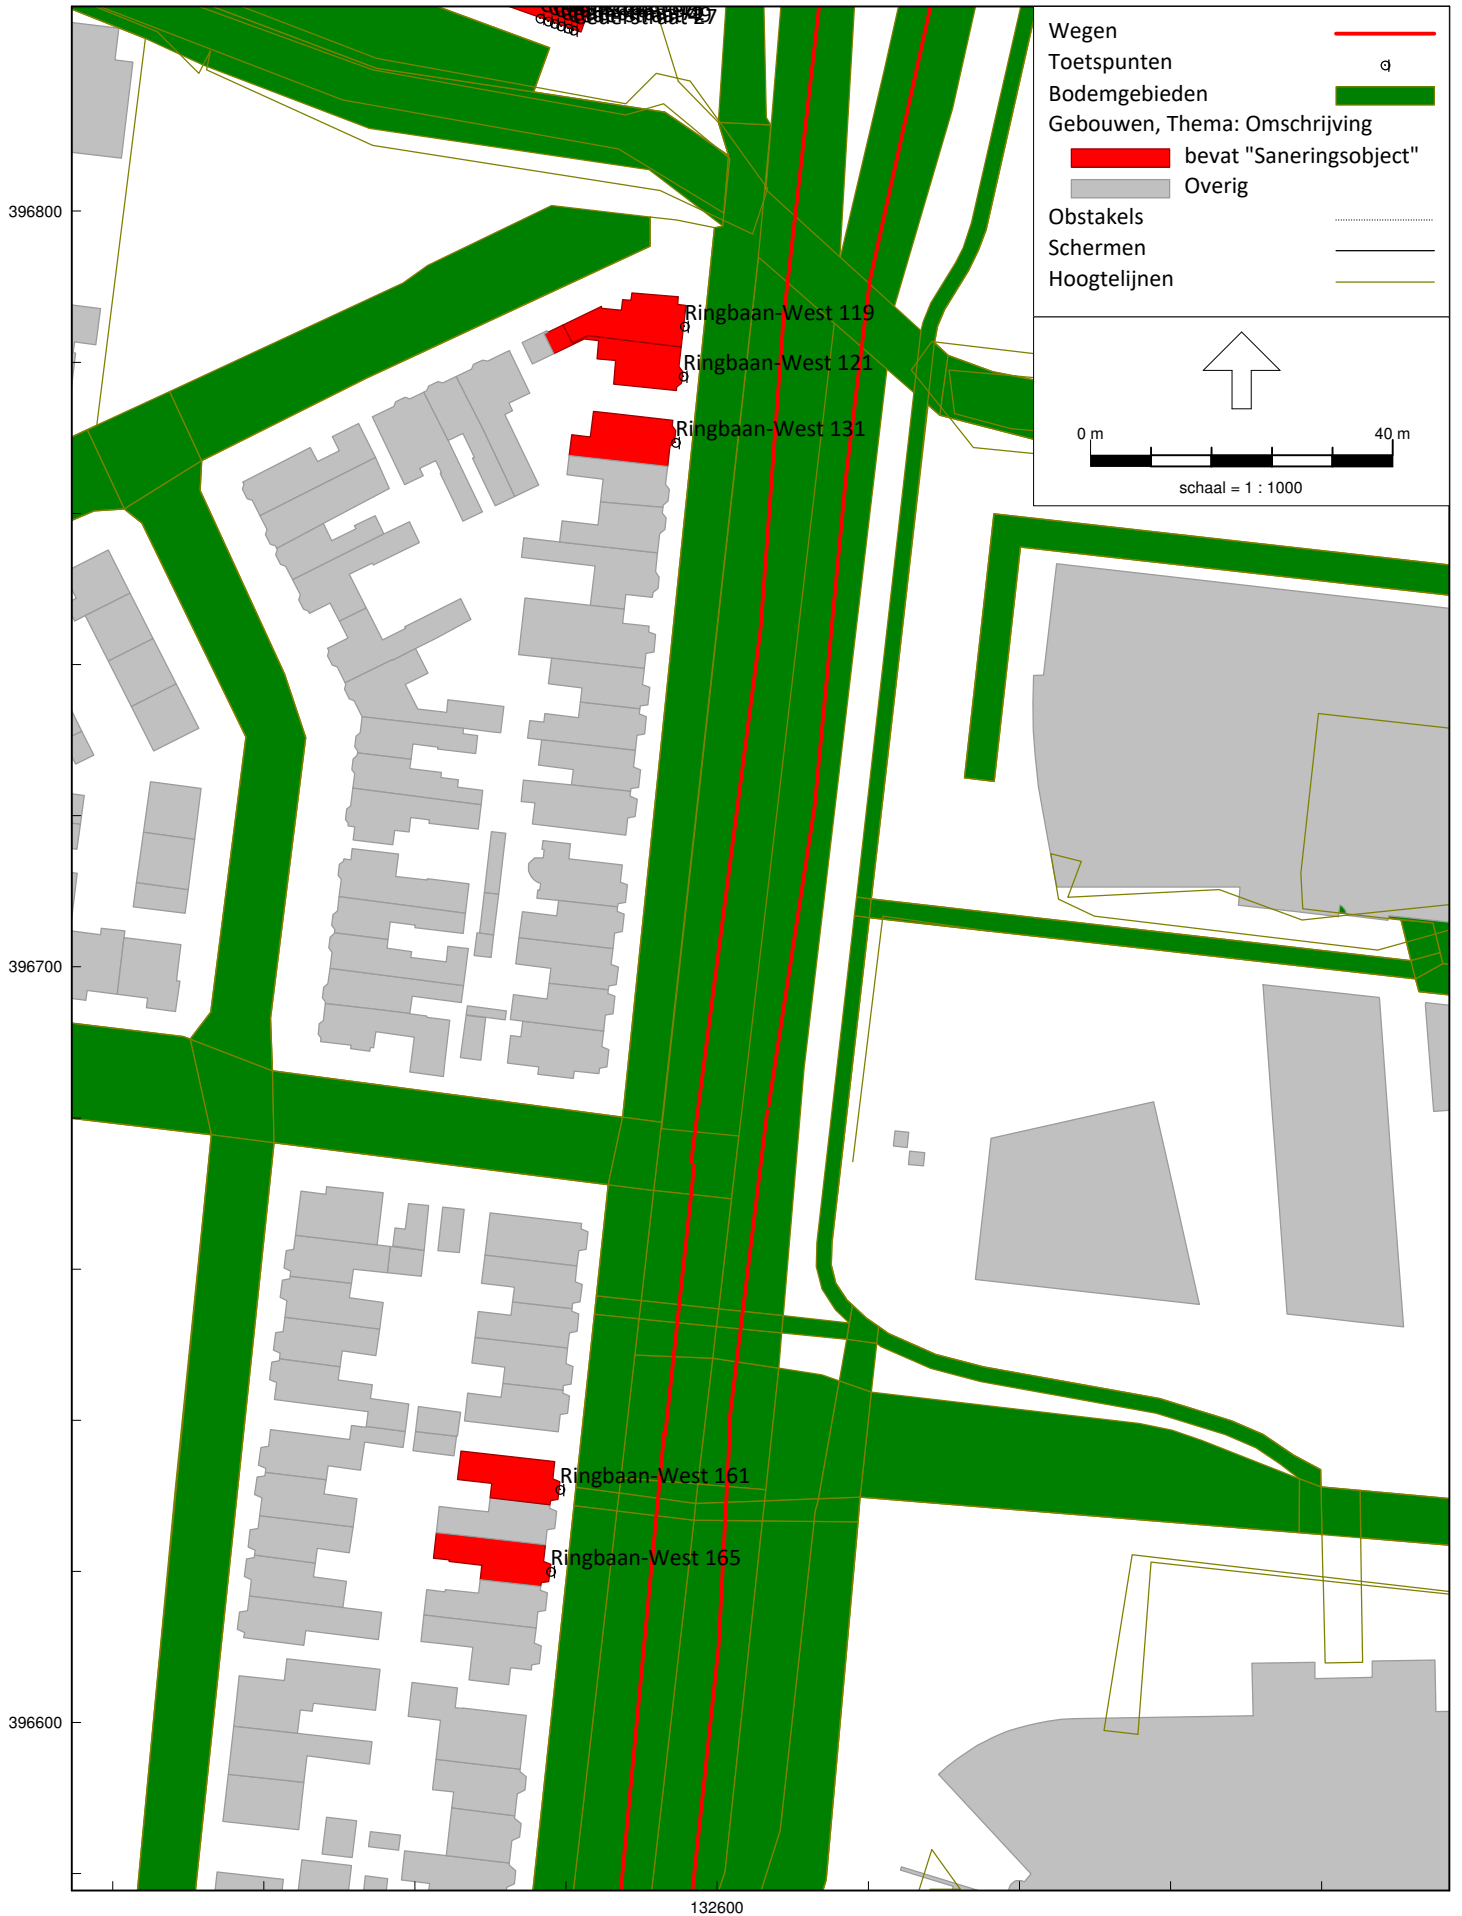 27
Wegen
Toetspunten
Bodemgebieden
Gebouwen, Thema: Omschrijving
bevat "Saneringsobject"
Overig
Obstakels
Schermen
Hoogtelijnen
396800
Ringbaan-West 119
Ringbaan-West 121
Ringbaan-West 131
0 m
40 m
schaal = 1 : 1000
396700
Ringbaan-West 161
Ringbaan-West 165
396600
132600